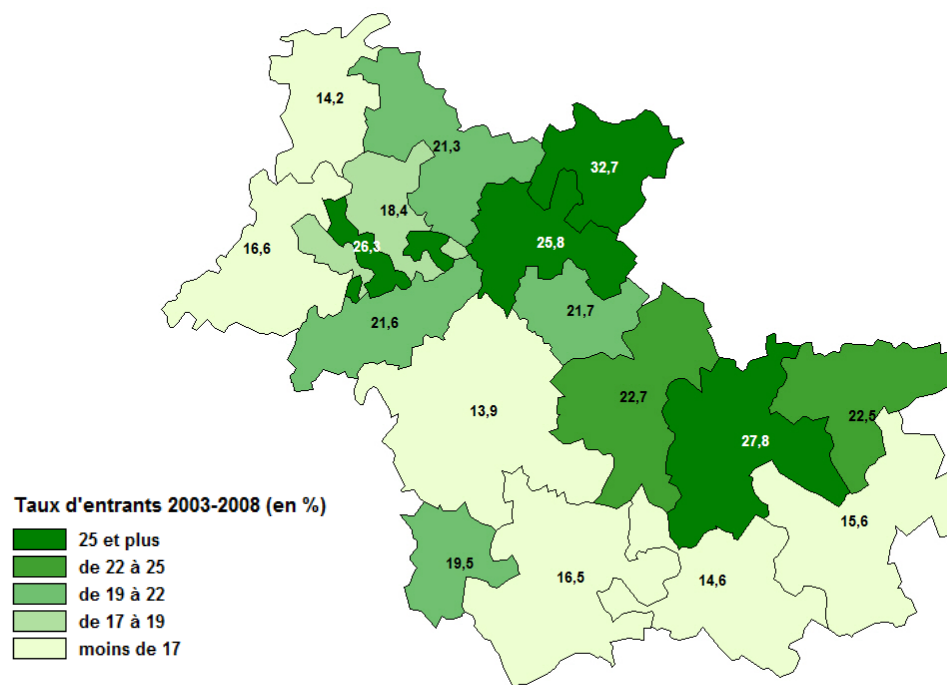 14,2
21,3
32,7
18,4
16,6
26,3
25,8
21,6
21,7
13,9
22,7
22,5
27,8
Taux d'entrants 2003-2008 (en %)
25 et plus
de 22 à 25
de 19 à 22
de 17 à 19
moins de 17
15,6
19,5
16,5
14,6